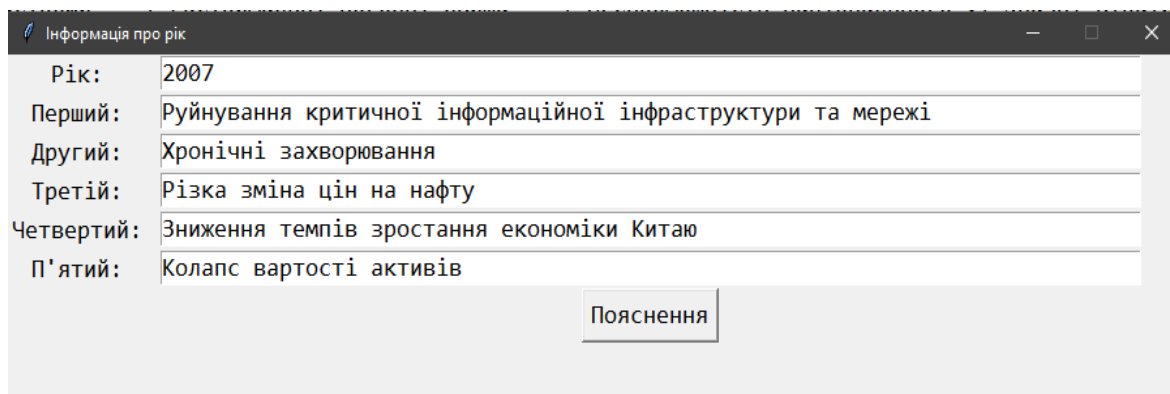 Інформація про рік
Рік: 2007
Перший: Руйнування критичної інформаційної інфраструктури та мережі
Другий: Хронічні захворювання
Третій: Різка зміна цін на нафту
Четвертий: Зниження темпів зростання економіки Китаю
П'ятий: Колапс вартості активів
Пояснення